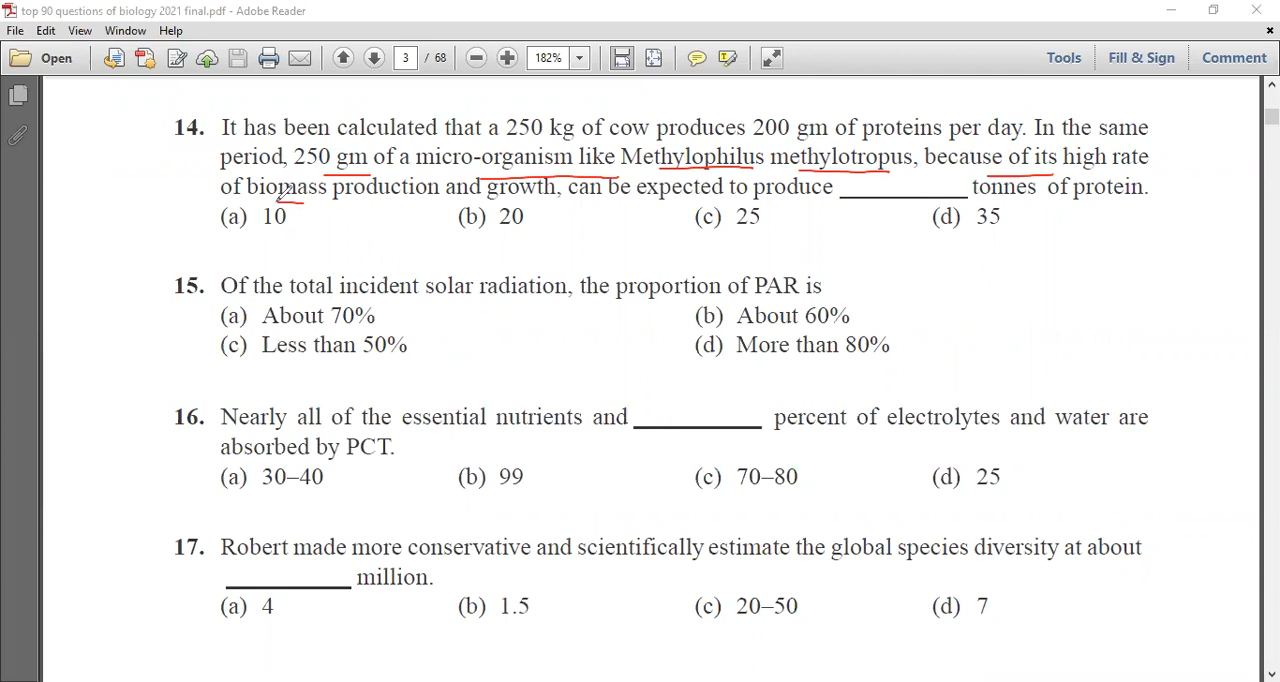 top 90 questions of biology 2021 final.pdf - Adobe Reader
File Edit View Window Help
Open 3 / 68 182% Tools Fill & Sign Comment
14. It has been calculated that a 250 kg of cow produces 200 gm of proteins per day. In the same
period, 250 gm of a micro-organism like Methylophilus methylotropus, because of its high rate
of biomass production and growth, can be expected to produce __________ tonnes of protein.
(a) 10 (b) 20 (c) 25 (d) 35
15. Of the total incident solar radiation, the proportion of PAR is
(a) About 70% (b) About 60%
(c) Less than 50% (d) More than 80%
16. Nearly all of the essential nutrients and __________ percent of electrolytes and water are
absorbed by PCT.
(a) 30–40 (b) 99 (c) 70–80 (d) 25
17. Robert made more conservative and scientifically estimate the global species diversity at about
__________ million.
(a) 4 (b) 1.5 (c) 20–50 (d) 7